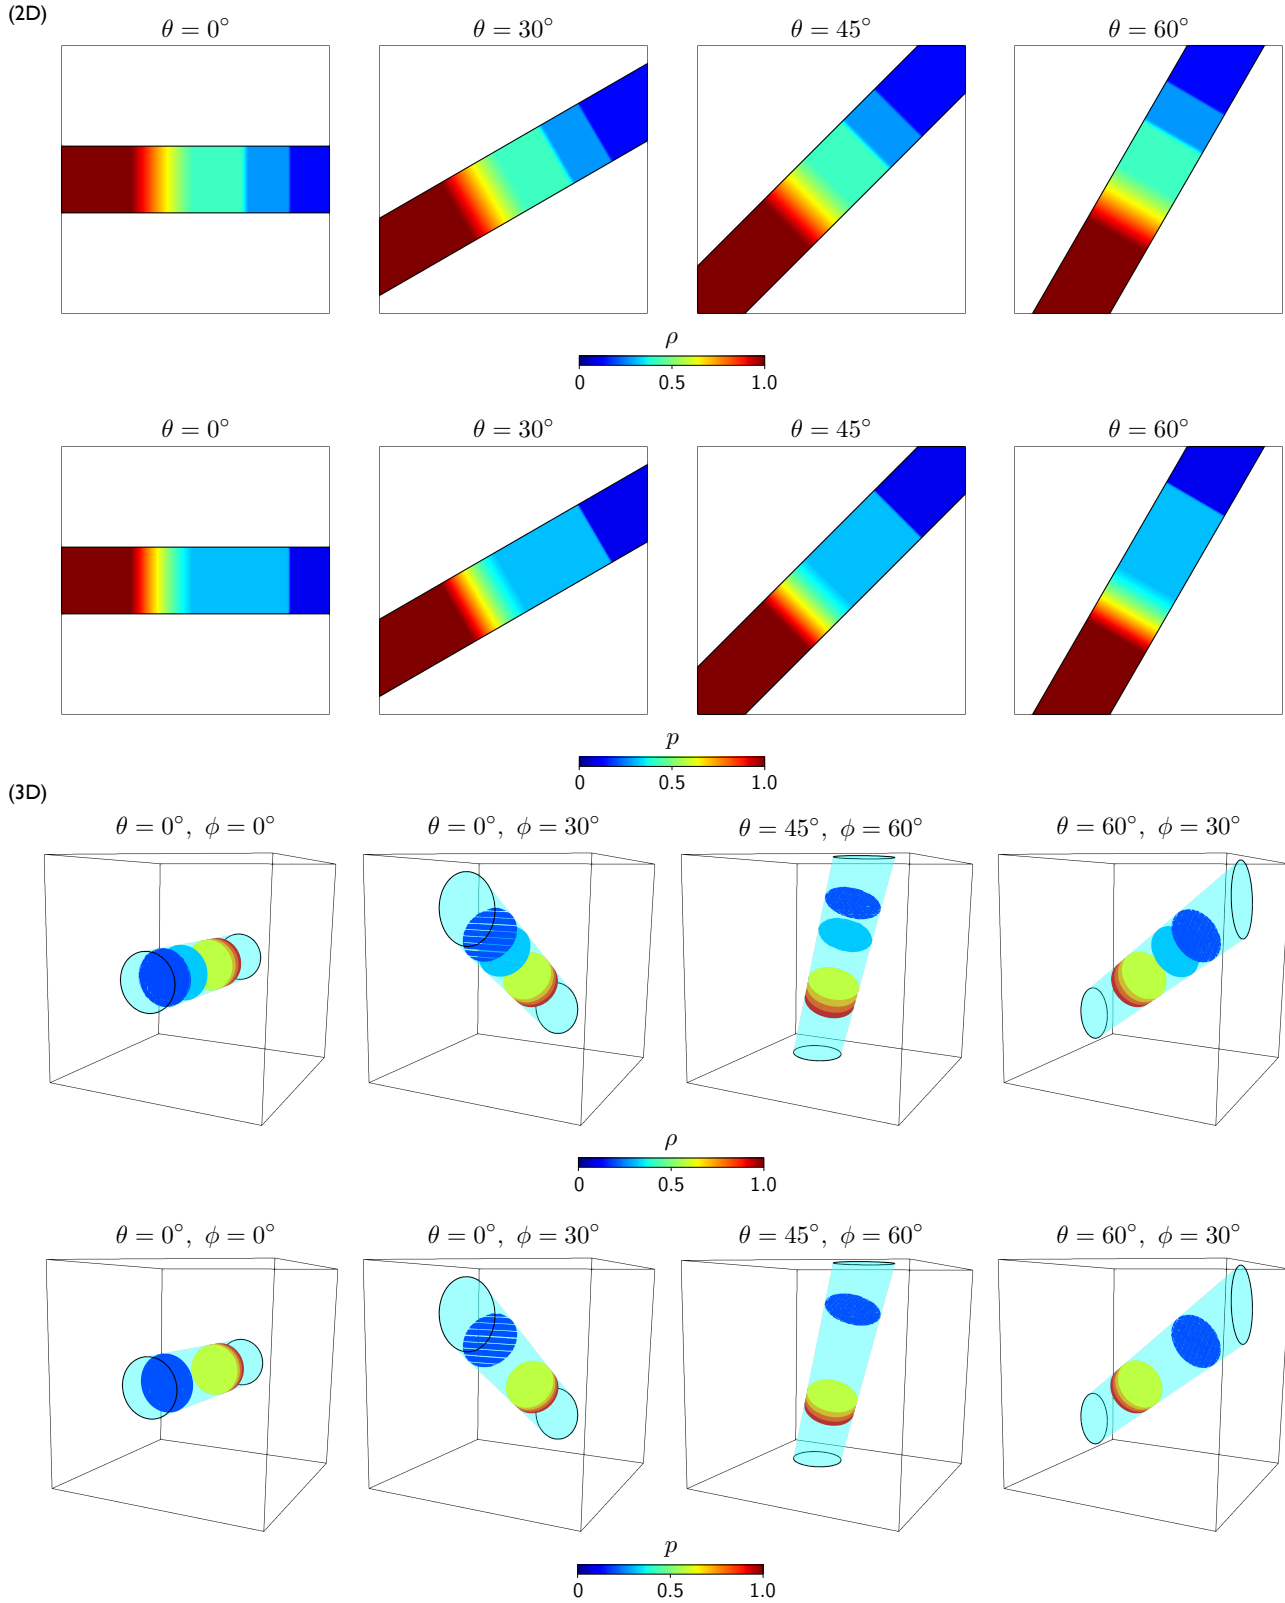 (2D)
θ = 0° θ = 30° θ = 45° θ = 60°
ρ
0 0.5 1.0
θ = 0° θ = 30° θ = 45° θ = 60°
p
0 0.5 1.0
(3D)
θ = 0°, ϕ = 0° θ = 0°, ϕ = 30° θ = 45°, ϕ = 60° θ = 60°, ϕ = 30°
ρ
0 0.5 1.0
θ = 0°, ϕ = 0° θ = 0°, ϕ = 30° θ = 45°, ϕ = 60° θ = 60°, ϕ = 30°
p
0 0.5 1.0